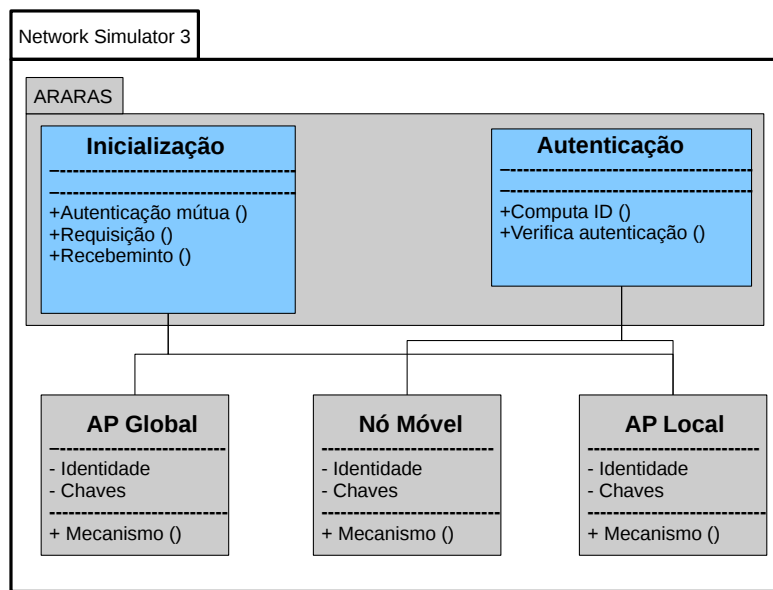 Network Simulator 3
ARARAS
Inicialização
+Autenticação mútua ()
+Requisição ()
+Recebeminto ()
Autenticação
+Computa ID ()
+Verifica autenticação ()
AP Global
- Identidade
- Chaves
+ Mecanismo ()
Nó Móvel
- Identidade
- Chaves
+ Mecanismo ()
AP Local
- Identidade
- Chaves
+ Mecanismo ()